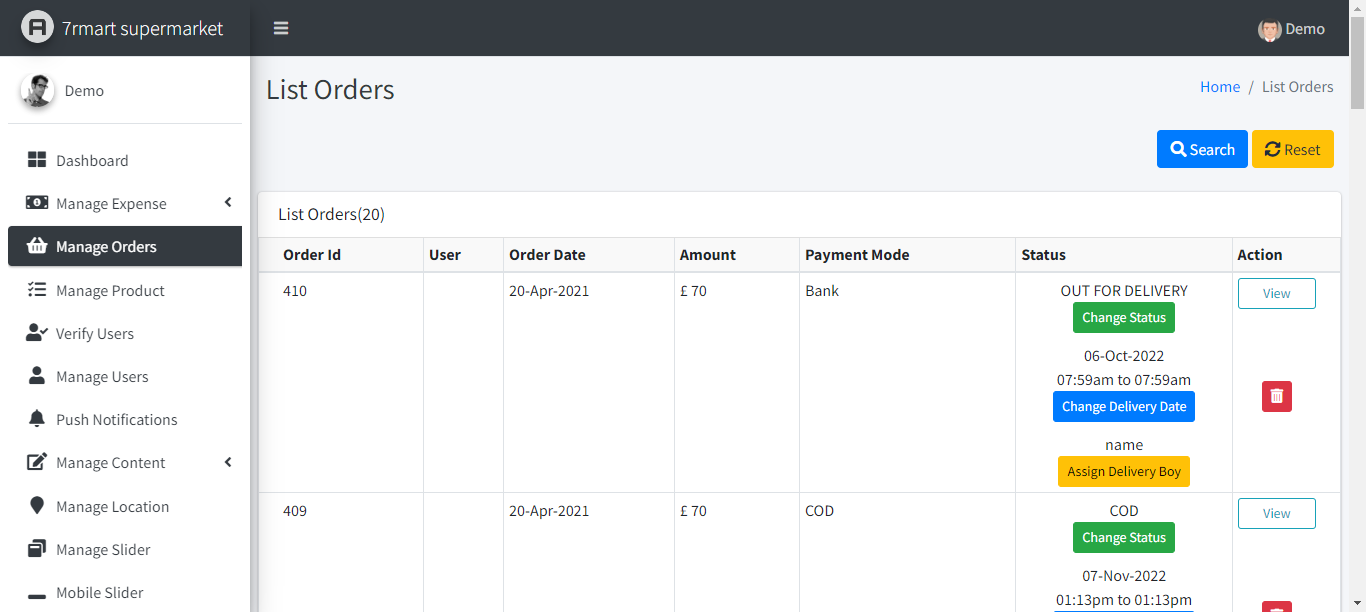 7rmart supermarket
Demo
Demo
Dashboard
Manage Expense
Manage Orders
Manage Product
Verify Users
Manage Users
Push Notifications
Manage Content
Manage Location
Manage Slider
Mobile Slider
List Orders
Home / List Orders
Search Reset
List Orders(20)
Order Id User Order Date Amount Payment Mode Status Action
410 20-Apr-2021 £ 70 Bank OUT FOR DELIVERY View
Change Status
06-Oct-2022
07:59am to 07:59am
Change Delivery Date
name
Assign Delivery Boy
409 20-Apr-2021 £ 70 COD COD View
Change Status
07-Nov-2022
01:13pm to 01:13pm